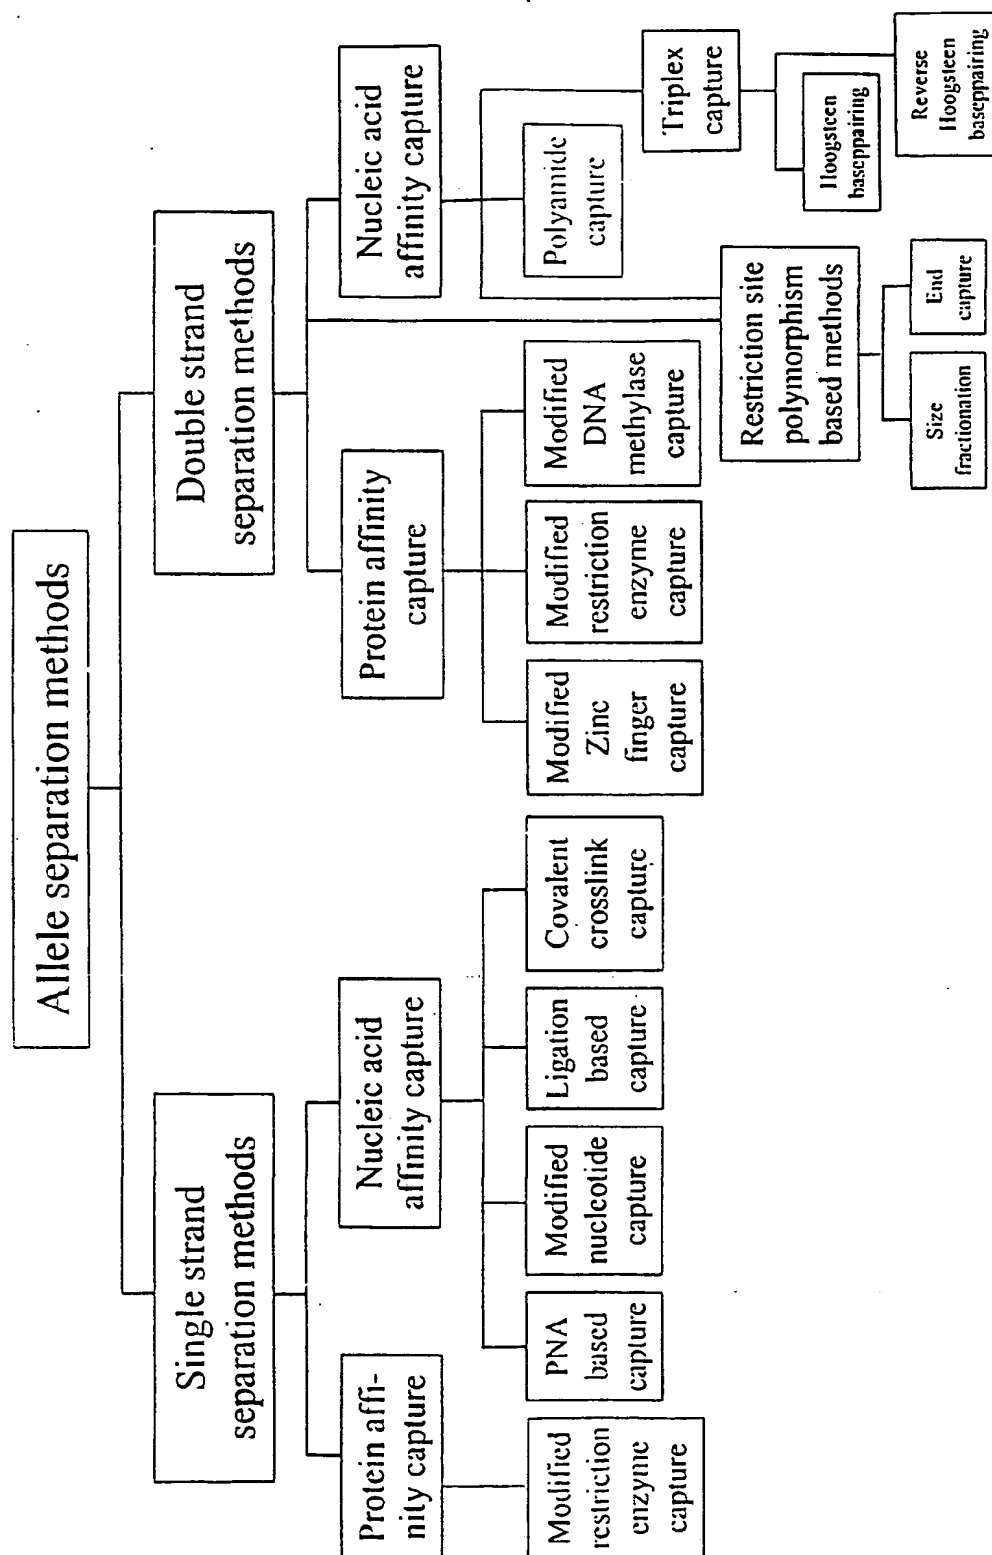 Allele separation methods
Single strand
separation methods
Double strand
separation methods
Protein affi-
nity capture
Nucleic acid
affinity capture
Protein affinity
capture
Nucleic acid
affinity capture
Modified
restriction
enzyme
capture
PNA
based
capture
Modified
nucleotide
capture
Ligation
based
capture
Covalent
crosslink
capture
Modified
Zinc
finger
capture
Modified
restriction
enzyme
capture
Modified
DNA
methylase
capture
Polyamide
capture
Triplex
capture
Restriction site
polymorphism
based methods
Hoogsteen
baseppairing
Reverse
Hoogsteen
baseppairing
Size
fractionation
End
capture